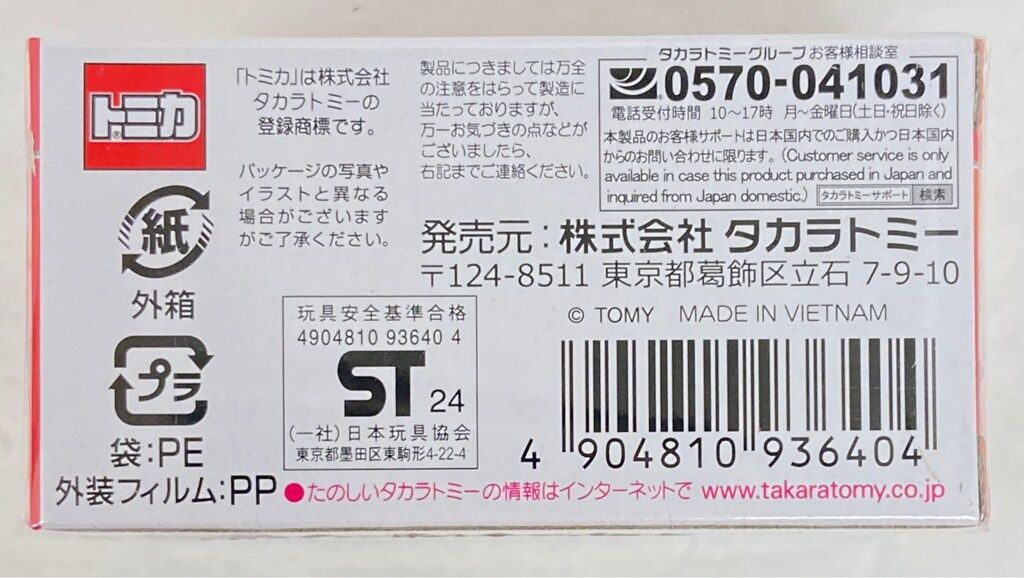 トミカ
®
「トミカ」は株式会社
タカラトミーの
登録商標です。
パッケージの写真や
イラストと異なる
場合がございます
がご了承ください。
製品につきましては万全
の注意をはらって製造に
当たっておりますが、
万一お気づきの点などが
ございましたら、
右記までご連絡ください。
タカラトミーグループ お客様相談室
0570-041031
電話受付時間 10〜17時 月〜金曜日(土日・祝日除く)
本製品のお客様サポートは日本国内でのご購入かつ日本国内
からのお問い合わせに限ります。(Customer service is only
available in case this product purchased in Japan and
inquired from Japan domestic.) タカラトミーサポート 検索
発売元:株式会社 タカラトミー
〒124-8511 東京都葛飾区立石 7-9-10
© TOMY MADE IN VIETNAM
紙
外箱
プラ
袋:PE
外装フィルム:PP
玩具安全基準合格
4904810 93640 4
ST 24
(一社)日本玩具協会
東京都墨田区東駒形4-22-4
4 904810 936404
●たのしいタカラトミーの情報はインターネットで www.takaratomy.co.jp